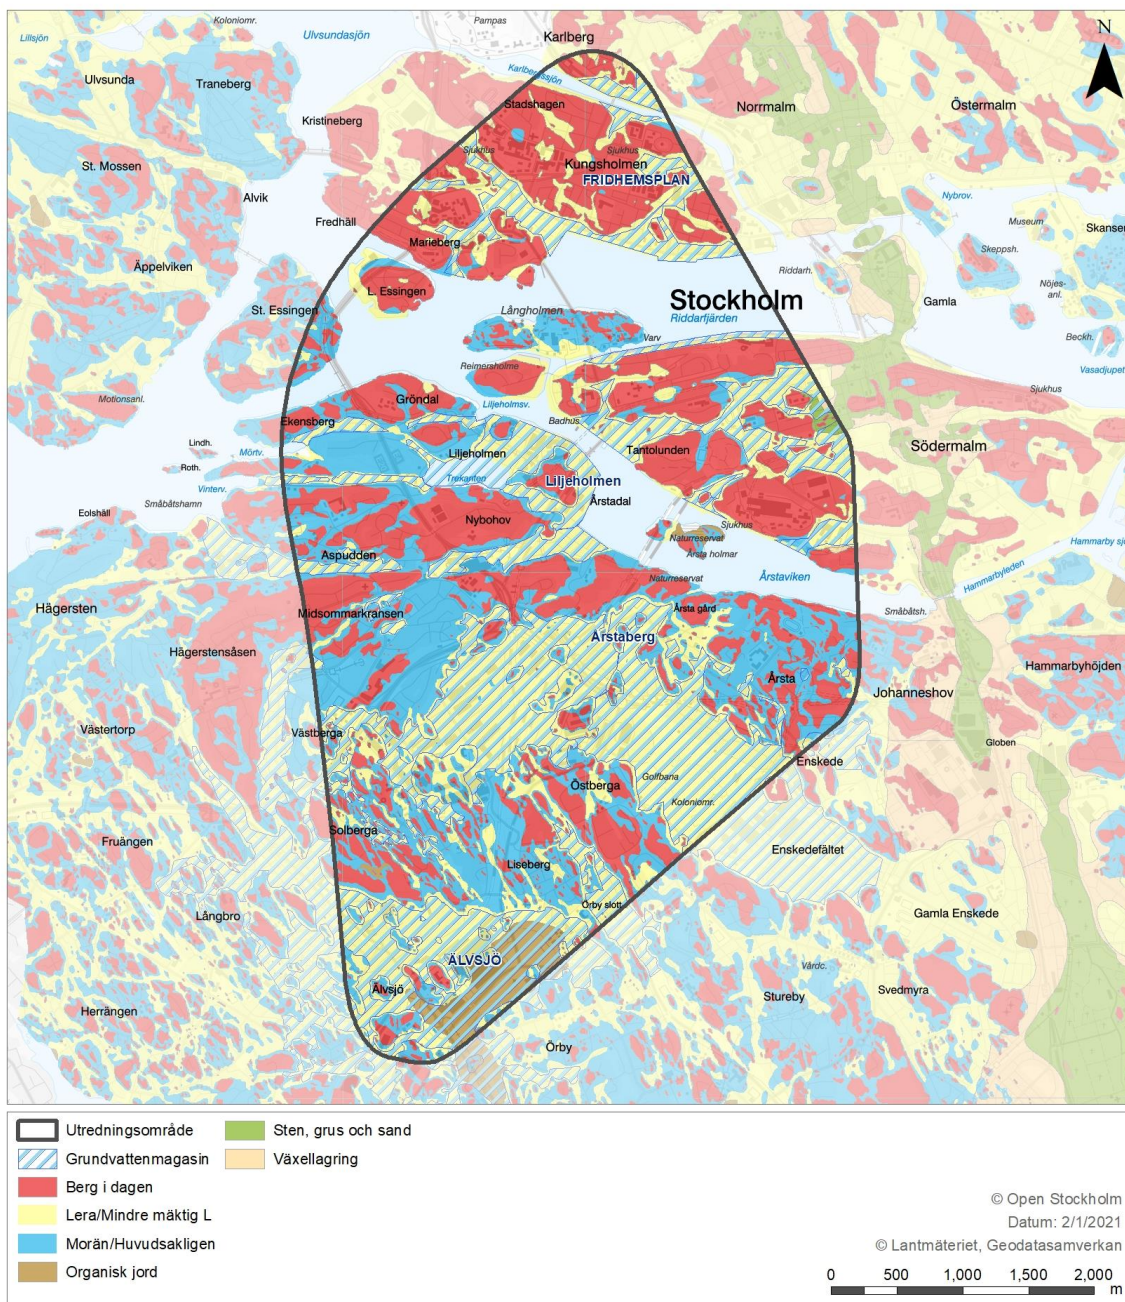 Koloniomr.
Pampas
Karlberg
N
Lillsjön
Ulvsundasjön
Ulvsunda
Traneberg
Karlbergssjön
Stadshagen
Norrmalm
Östermalm
Kristineberg
Sjukhus
Sjukhus
Kungsholmen
FRIDHEMSPLAN
St. Mossen
Alvik
Nybrov.
Fredhäll
Museum
Skansen
Marieberg
Skeppsh.
Äppelviken
Riddarh.
Nöjes-
anl.
L. Essingen
Stockholm
Gamla
St. Essingen
Långholmen
Riddarfjärden
Varv
Beckh.
Reimersholme
Vasadjupet
Motionsanl.
Gröndal
Liljeholmsv.
Sjukhus
Ekensberg
Badhus
Lindh.
Mörtv.
Liljeholmen
Tantolunden
Södermalm
Roth.
Trekanten
Liljeholmen
Vinterv.
Årstadal
Småbåtshamn
Eolshäll
Nybohov
Sjukhus
Naturreservat
Årsta holmar
Hammarby sjö
Aspudden
Naturreservat
Årstaviken
Hammarbyleden
Hägersten
Midsommarkransen
Årsta gård
Småbåtsh.
Årstaberg
Hägerstensåsen
Årsta
Hammarbyhöjden
Johanneshov
Västertorp
Västberga
Globen
Enskede
Golfbana
Östberga
Koloniomr.
Solberga
Fruängen
Enskedefältet
Liseberg
Långbro
Örby slott
Gamla Enskede
ÄLVSJÖ
Vårdc.
Älvsjö
Stureby
Svedmyra
Herrängen
Örby
Utredningsområde
Sten, grus och sand
Grundvattenmagasin
Växellagring
Berg i dagen
Lera/Mindre mäktig L
Morän/Huvudsakligen
Organisk jord
© Open Stockholm
Datum: 2/1/2021
© Lantmäteriet, Geodatasamverkan
0 500 1,000 1,500 2,000
m